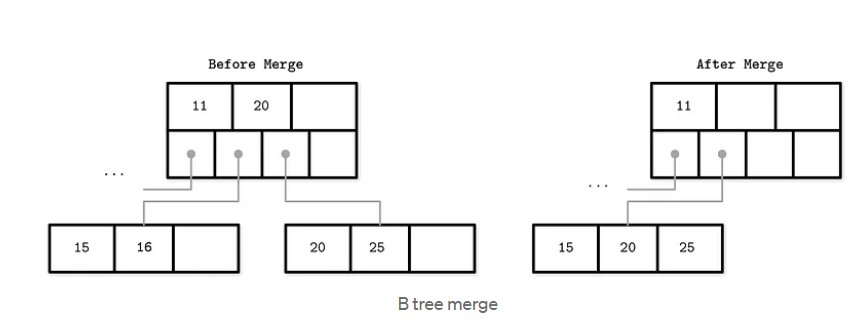 Before Merge
After Merge
11 20
11
...
...
15 16
20 25
15 20 25
B tree merge